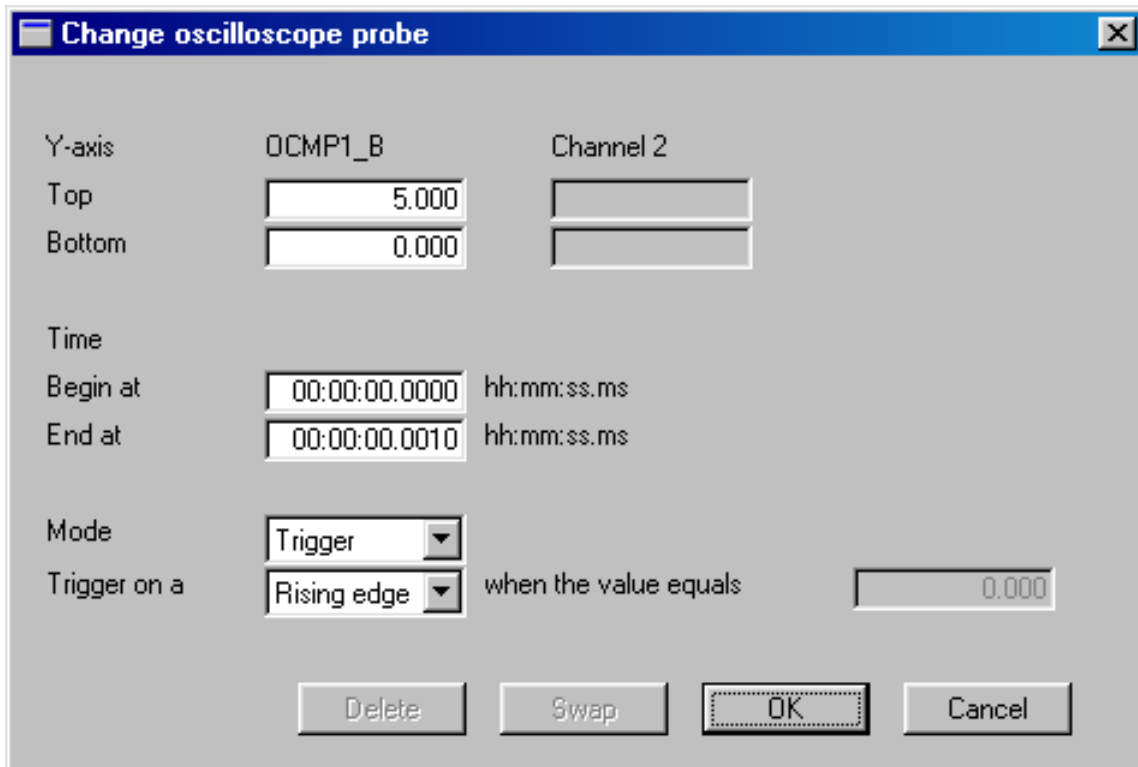 Change oscilloscope probe
Y-axis OCMP1_B Channel 2
Top 5.000
Bottom 0.000
Time
Begin at 00:00:00.0000 hh:mm:ss.ms
End at 00:00:00.0010 hh:mm:ss.ms
Mode Trigger
Trigger on a Rising edge when the value equals 0.000
Delete Swap OK Cancel